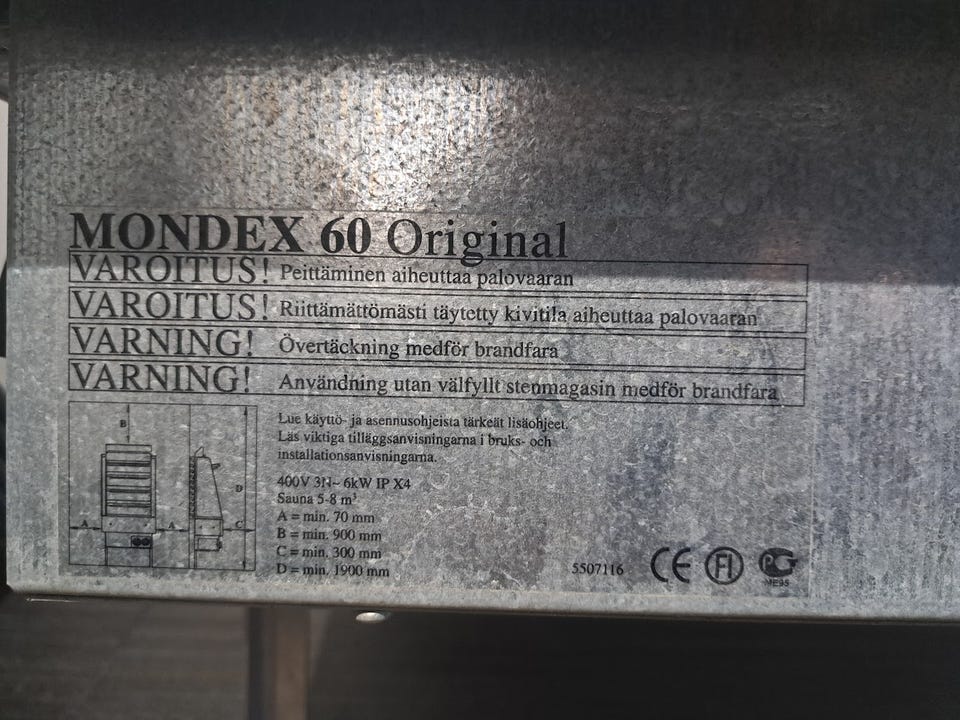 MONDEX 60 Original
VAROITUS! Peittäminen aiheuttaa palovaaran
VAROITUS! Riittämättömästi täytetty kivitila aiheuttaa palovaaran
VARNING! Övertäckning medför brandfara
VARNING! Användning utan välfyllt stenmagasin medför brandfara
B
D
A
A
C
Lue käyttö- ja asennusohjeista tärkeät lisäohjeet.
Läs viktiga tilläggsanvisningarna i bruks- och
installationsanvisningarna.
400V 3N~ 6kW IP X4
Sauna 5-8 m³
A = min. 70 mm
B = min. 900 mm
C = min. 300 mm
D = min. 1900 mm
5507116
CE FI
ME95